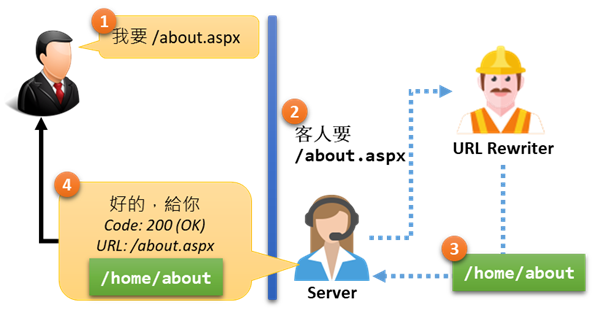 1
我要 /about.aspx
2
客人要
/about.aspx
URL Rewriter
3
/home/about
Server
4
好的，給你
Code: 200 (OK)
URL: /about.aspx
/home/about